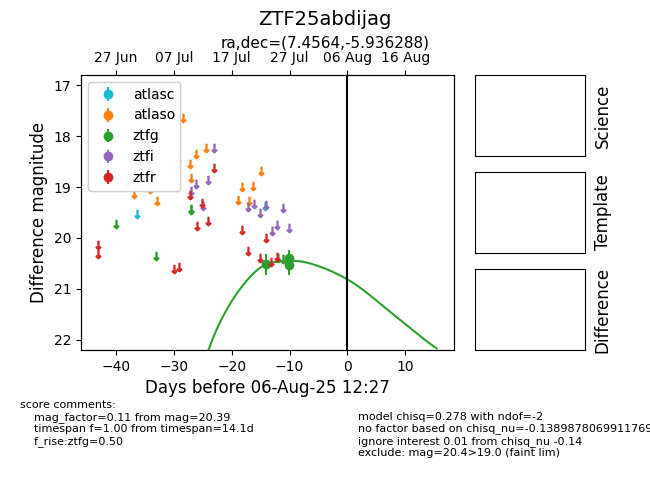 ZTF25abdijag
ra,dec=(7.4564,-5.936288)
27 Jun 07 Jul 17 Jul 27 Jul 06 Aug 16 Aug
17
18
19
20
21
22
Difference magnitude
atlasc
atlaso
ztfg
ztfi
ztfr
−40 −30 −20 −10 0 10
Days before 06-Aug-25 12:27
Science
Template
Difference
score comments:
mag_factor=0.11 from mag=20.39
timespan f=1.00 from timespan=14.1d
f_rise:ztfg=0.50
model chisq=0.278 with ndof=-2
no factor based on chisq_nu=-0.1389878069911769
ignore interest 0.01 from chisq_nu -0.14
exclude: mag=20.4>19.0 (faint lim)